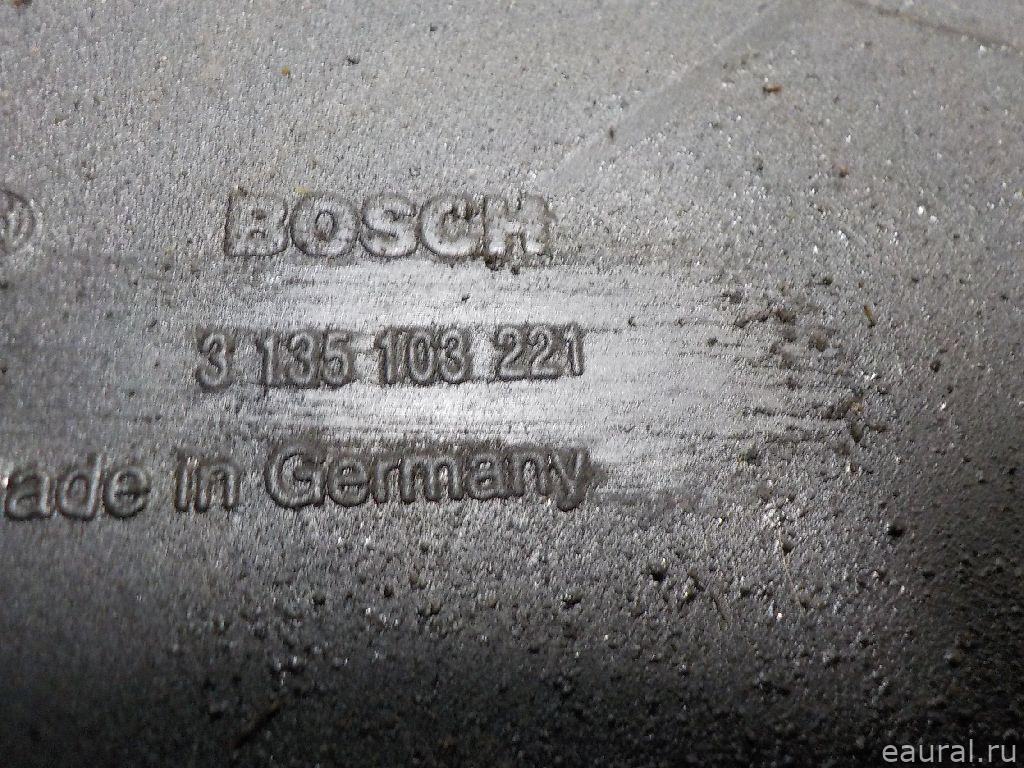 BOSCH
3 135 103 221
ade in Germany
eaural.ru